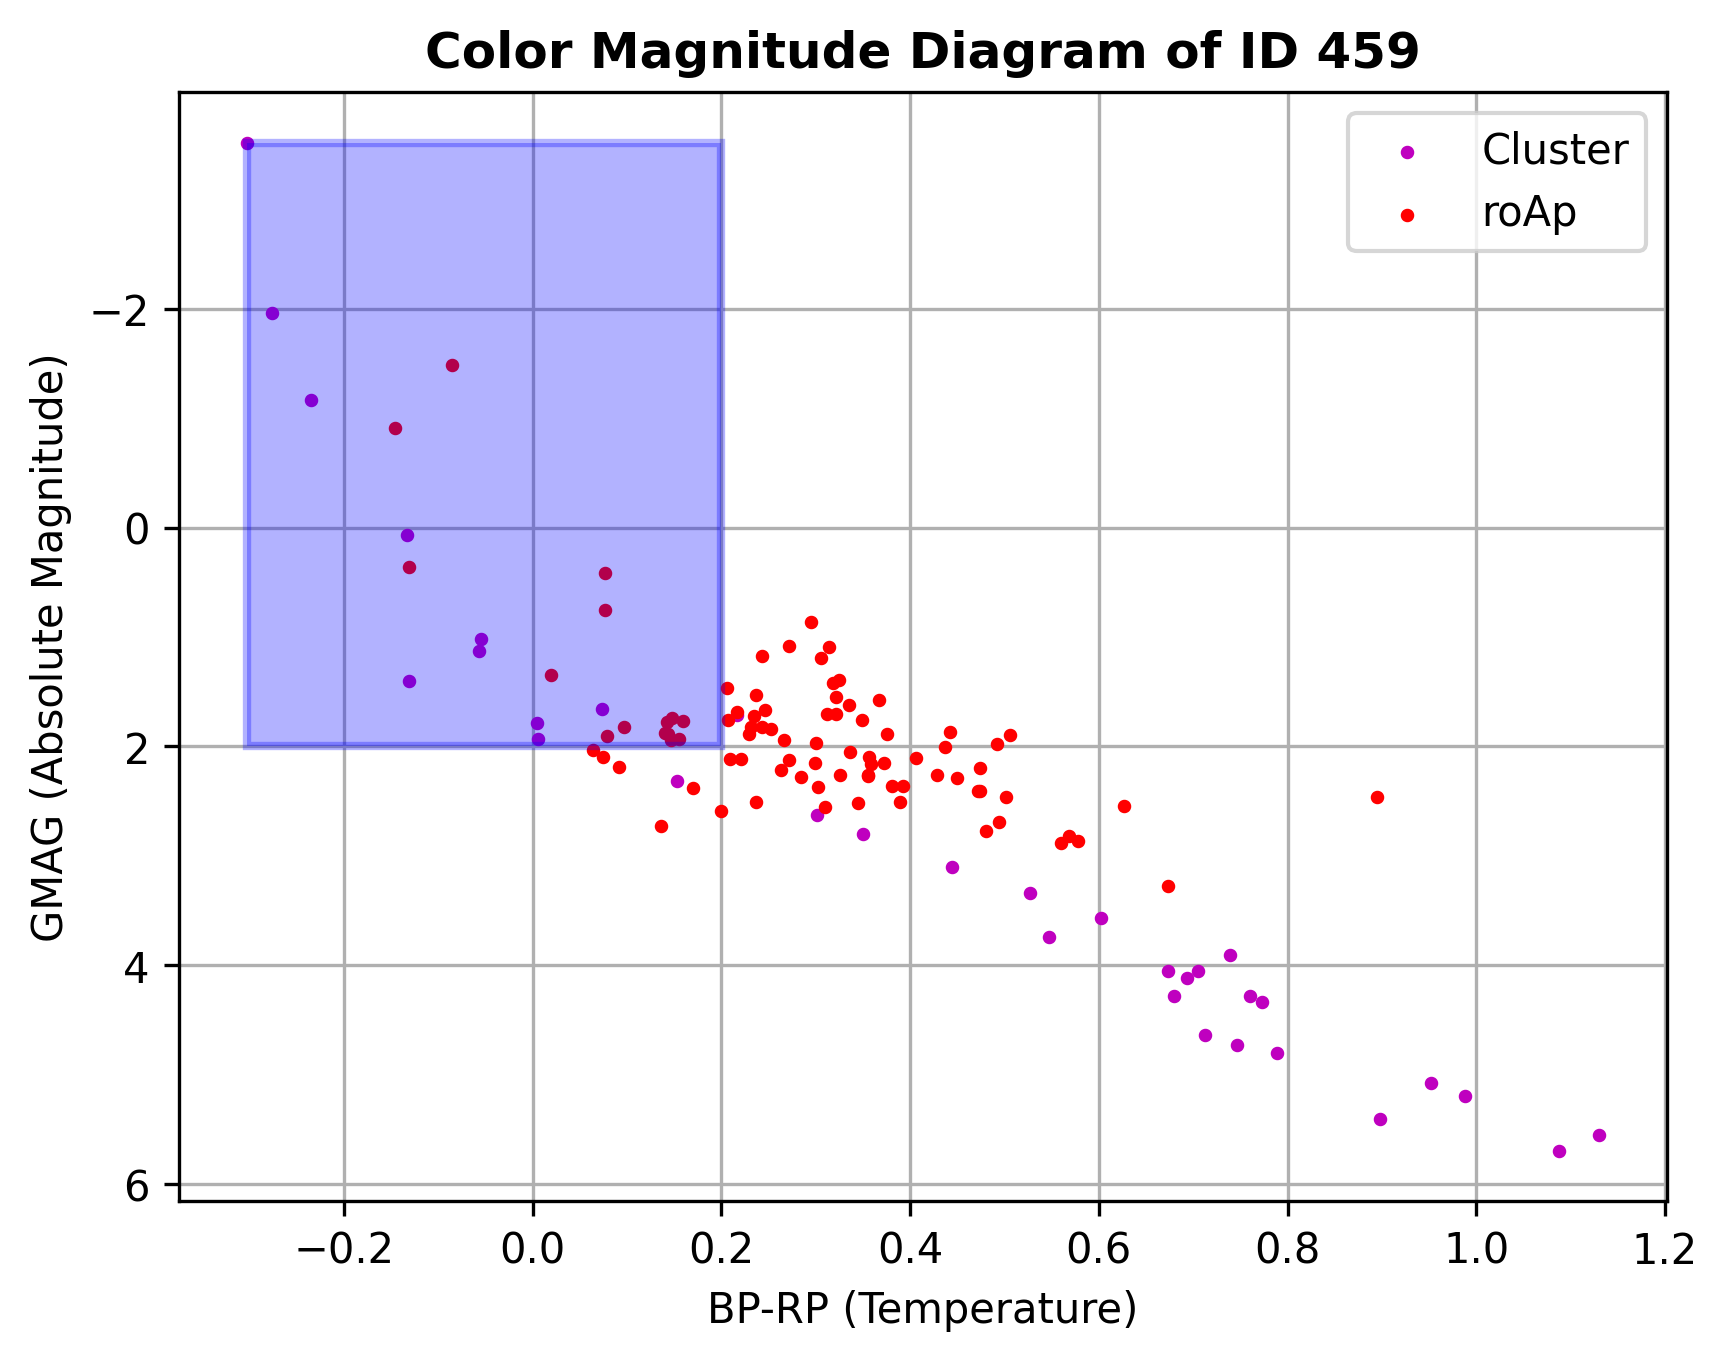 Color Magnitude Diagram of ID 459
Cluster
roAp
GMAG (Absolute Magnitude)
−2
0
2
4
6
−0.2 0.0 0.2 0.4 0.6 0.8 1.0 1.2
BP-RP (Temperature)